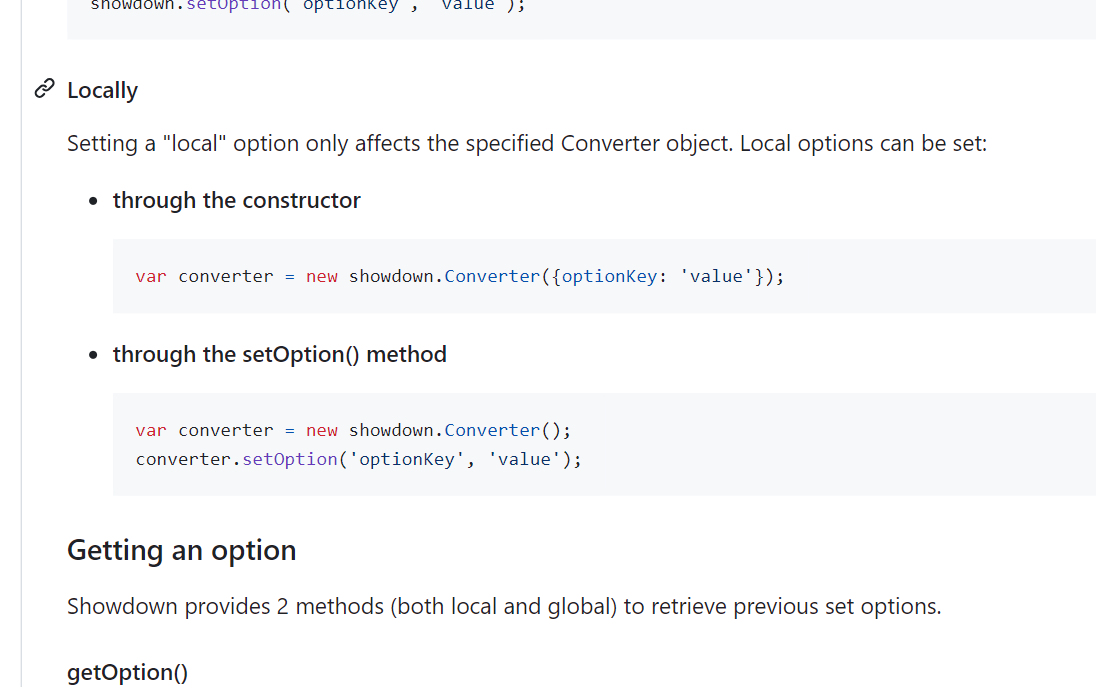 showdown.setOption('optionKey', 'value');
Locally
Setting a "local" option only affects the specified Converter object. Local options can be set:
• through the constructor
var converter = new showdown.Converter({optionKey: 'value'});
• through the setOption() method
var converter = new showdown.Converter();
converter.setOption('optionKey', 'value');
Getting an option
Showdown provides 2 methods (both local and global) to retrieve previous set options.
getOption()